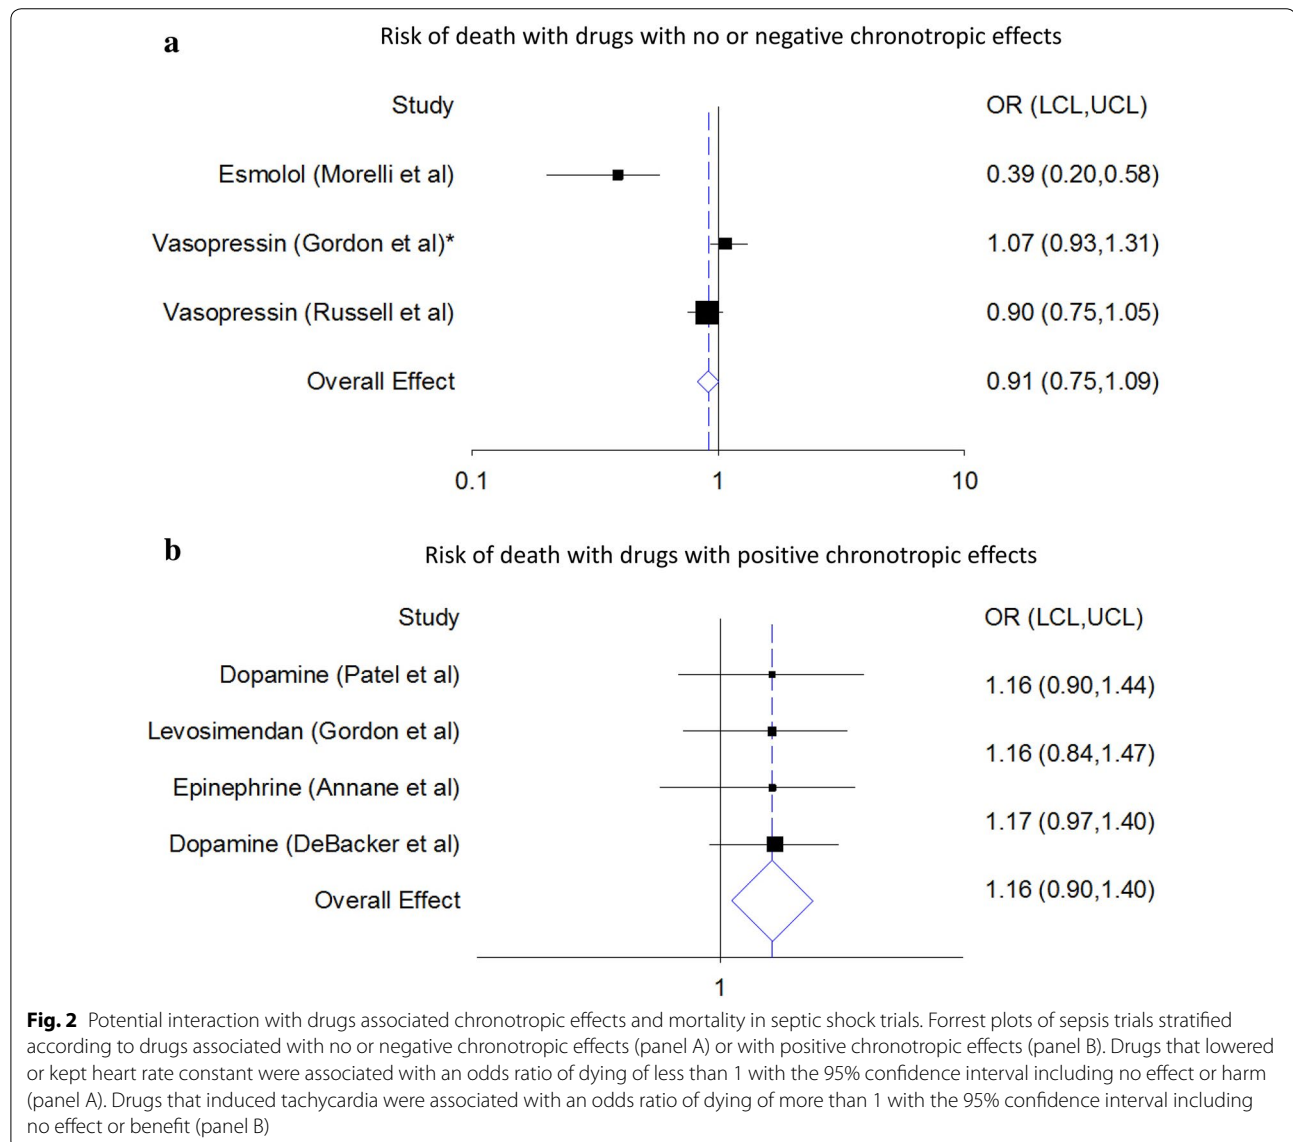 a
Risk of death with drugs with no or negative chronotropic effects
Study OR (LCL,UCL)
Esmolol (Morelli et al) 0.39 (0.20,0.58)
Vasopressin (Gordon et al)* 1.07 (0.93,1.31)
Vasopressin (Russell et al) 0.90 (0.75,1.05)
Overall Effect 0.91 (0.75,1.09)
0.1 1 10
b
Risk of death with drugs with positive chronotropic effects
Study OR (LCL,UCL)
Dopamine (Patel et al) 1.16 (0.90,1.44)
Levosimendan (Gordon et al) 1.16 (0.84,1.47)
Epinephrine (Annane et al) 1.17 (0.97,1.40)
Dopamine (DeBacker et al) 1.16 (0.90,1.40)
Overall Effect
1
Fig. 2 Potential interaction with drugs associated chronotropic effects and mortality in septic shock trials. Forrest plots of sepsis trials stratified
according to drugs associated with no or negative chronotropic effects (panel A) or with positive chronotropic effects (panel B). Drugs that lowered
or kept heart rate constant were associated with an odds ratio of dying of less than 1 with the 95% confidence interval including no effect or harm
(panel A). Drugs that induced tachycardia were associated with an odds ratio of dying of more than 1 with the 95% confidence interval including
no effect or benefit (panel B)